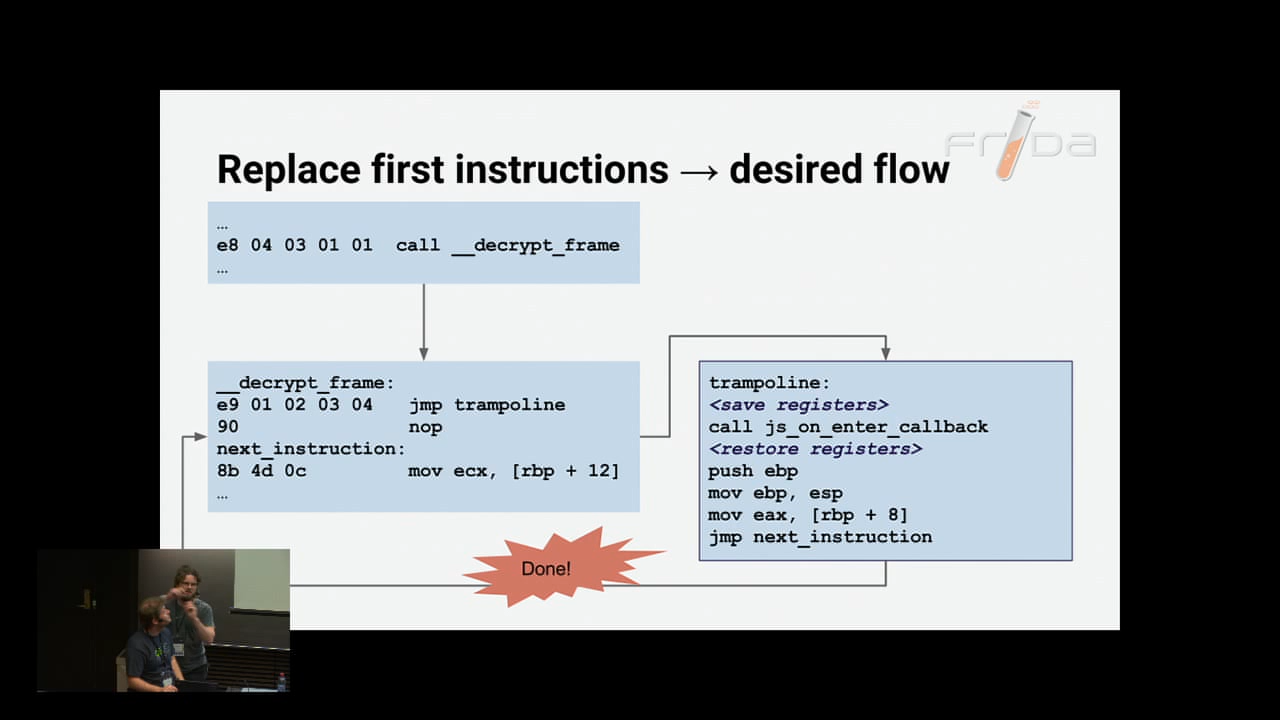 FRIDA
Replace first instructions → desired flow
…
e8 04 03 01 01 call __decrypt_frame
…
__decrypt_frame:
e9 01 02 03 04 jmp trampoline
90 nop
next_instruction:
8b 4d 0c mov ecx, [rbp + 12]
…
trampoline:
<save registers>
call js_on_enter_callback
<restore registers>
push ebp
mov ebp, esp
mov eax, [rbp + 8]
jmp next_instruction
Done!